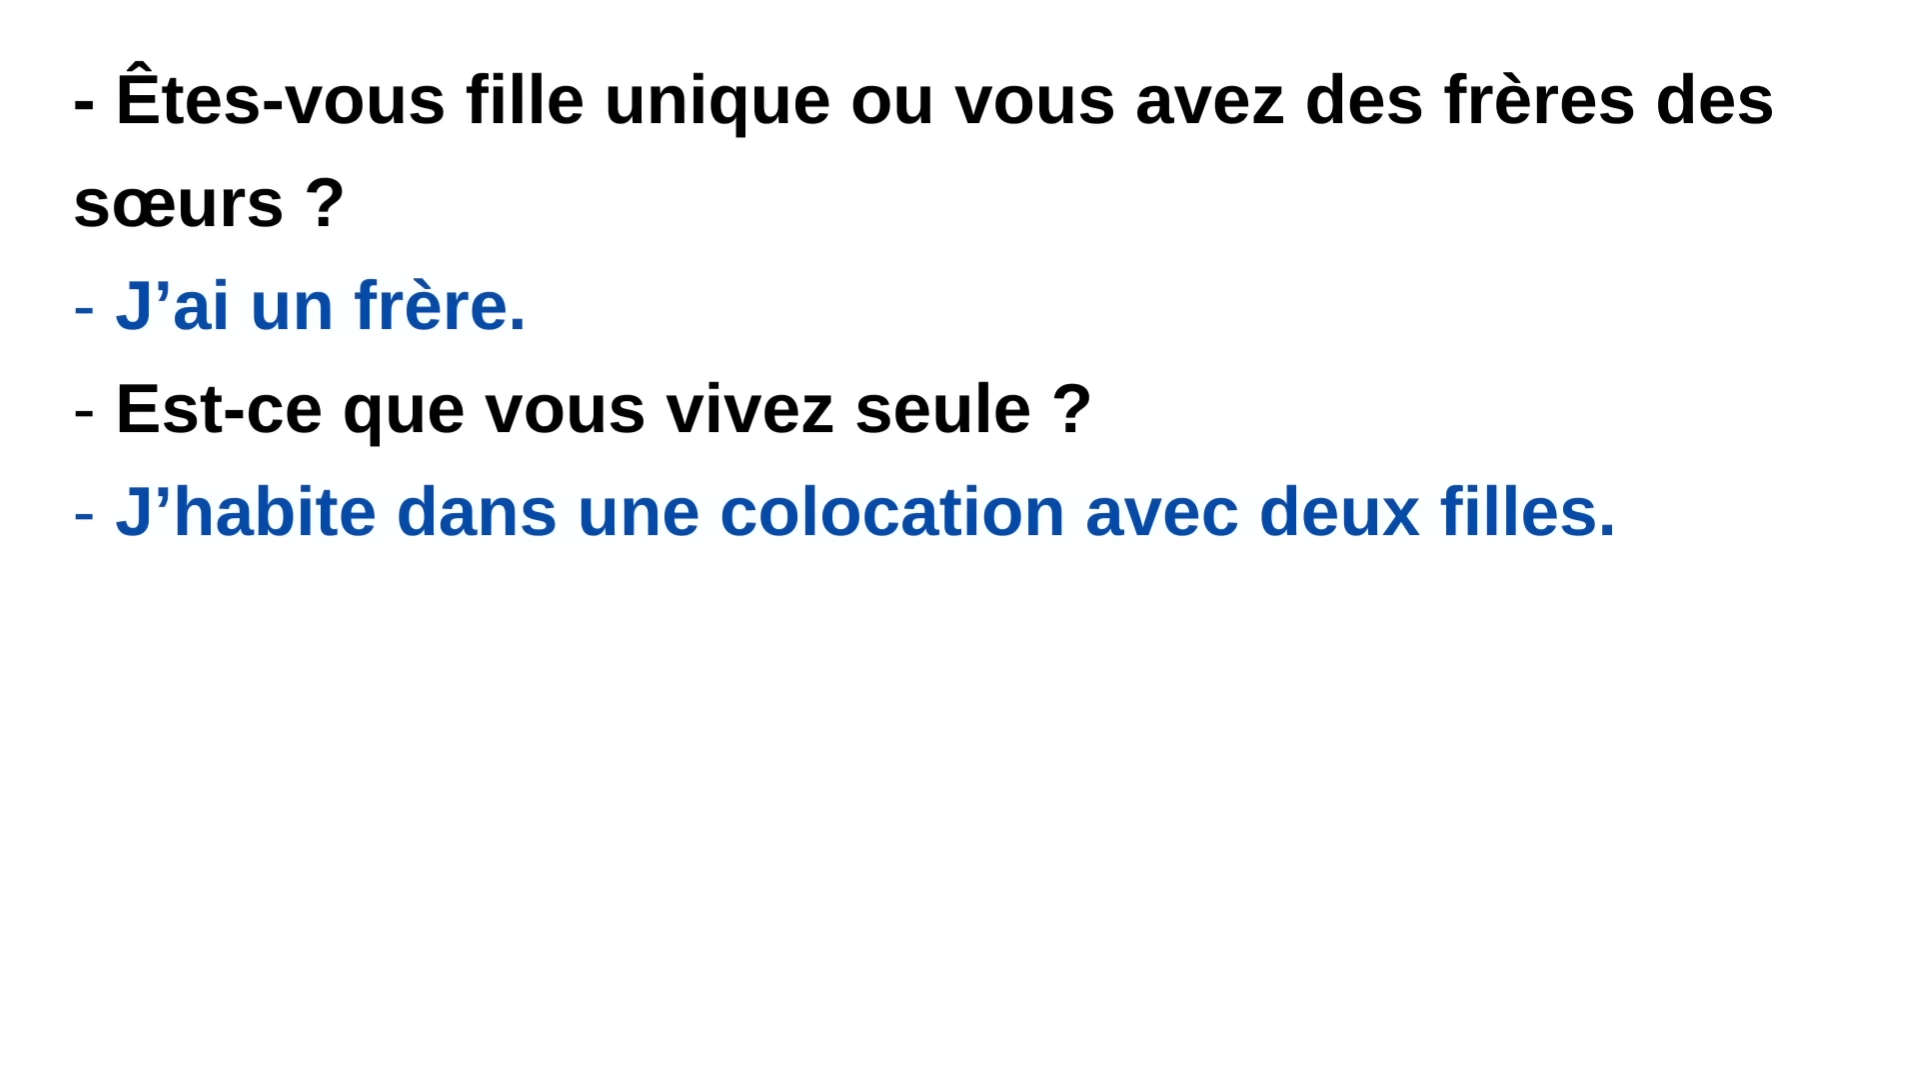 - Êtes-vous fille unique ou vous avez des frères des
sœurs ?
- J’ai un frère.
- Est-ce que vous vivez seule ?
- J’habite dans une colocation avec deux filles.